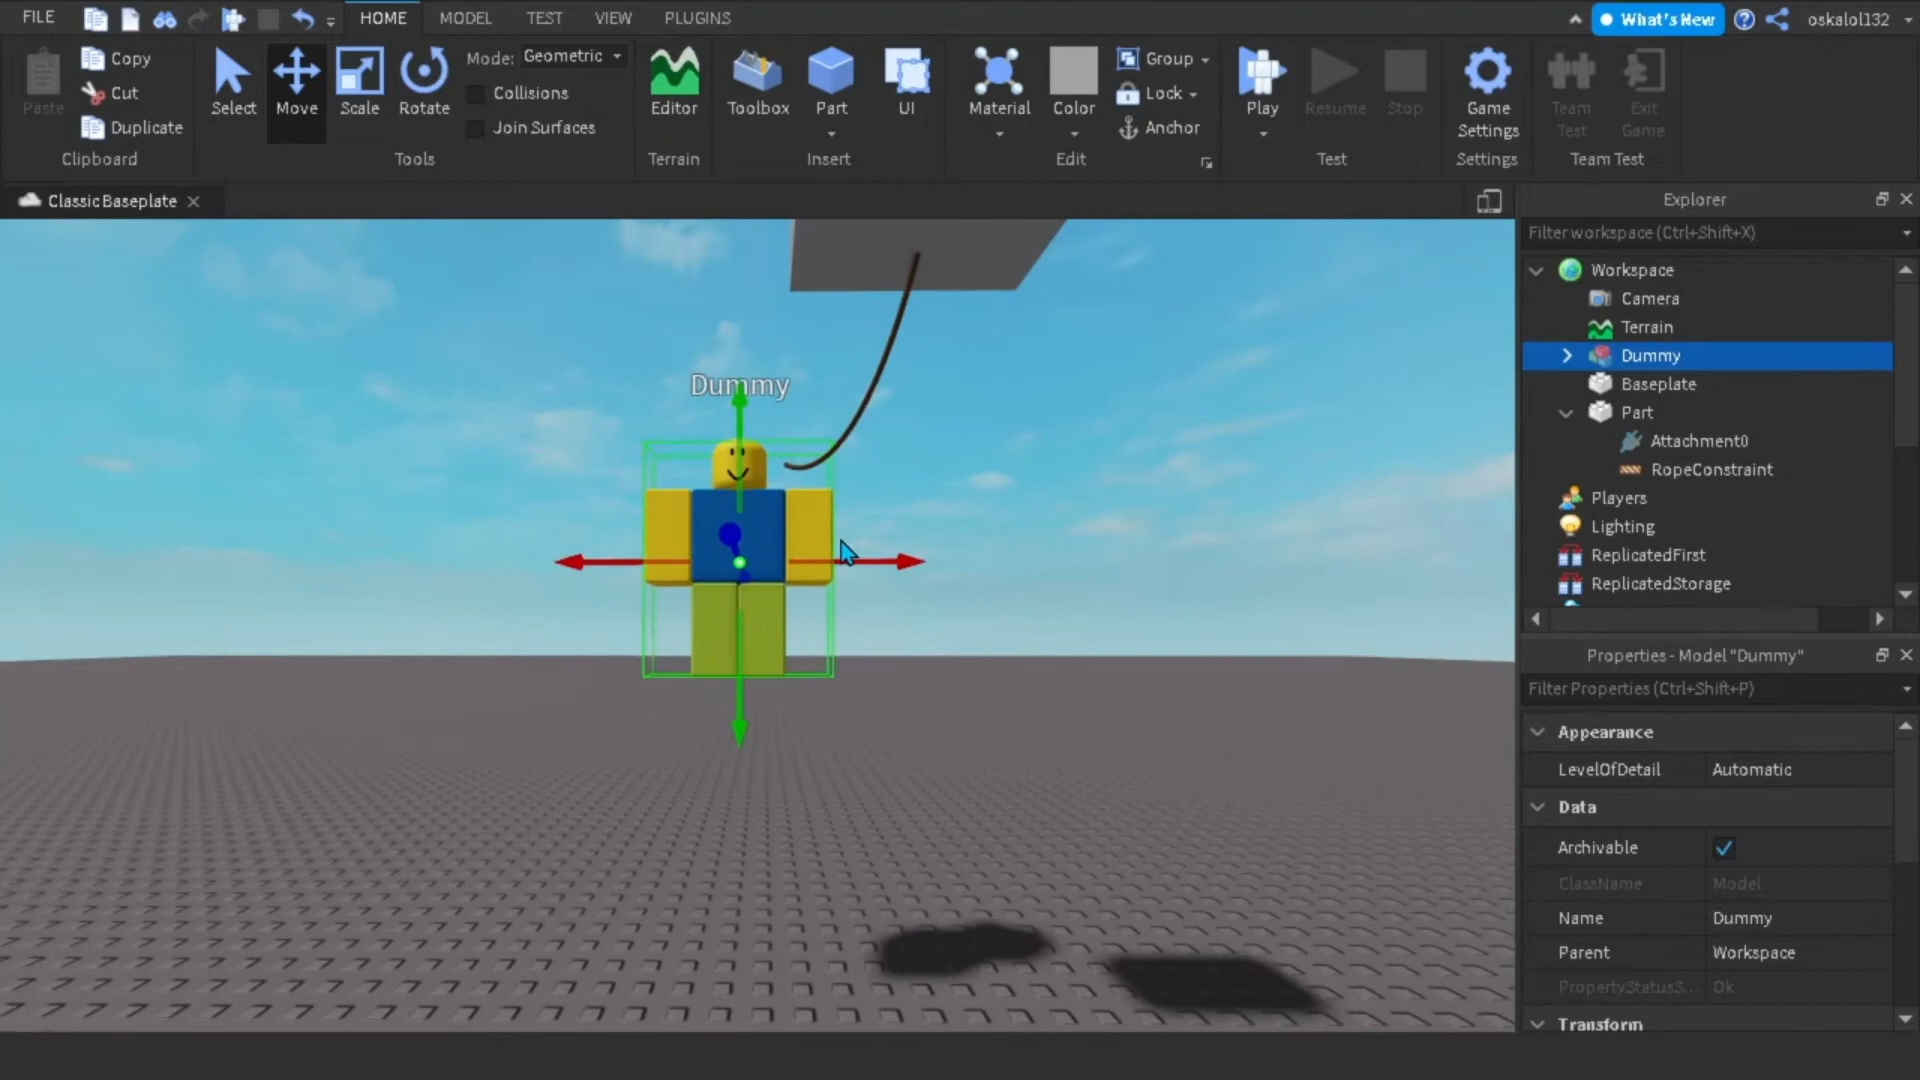 FILE HOME MODEL TEST VIEW PLUGINS What's New oskalol132
Paste Copy Cut Duplicate Clipboard
Select Move Scale Rotate Mode: Geometric Collisions Join Surfaces Tools
Editor Terrain
Toolbox Part UI Insert
Material Color Group Lock Anchor Edit
Play Resume Stop Test
Game Settings Settings
Team Test Exit Game Team Test
Classic Baseplate
Dummy
Explorer
Filter workspace (Ctrl+Shift+X)
Workspace
Camera
Terrain
Dummy
Baseplate
Part
Attachment0
RopeConstraint
Players
Lighting
ReplicatedFirst
ReplicatedStorage
Properties - Model "Dummy"
Filter Properties (Ctrl+Shift+P)
Appearance
LevelOfDetail Automatic
Data
Archivable
ClassName Model
Name Dummy
Parent Workspace
PropertyStatusS... Ok
Transform